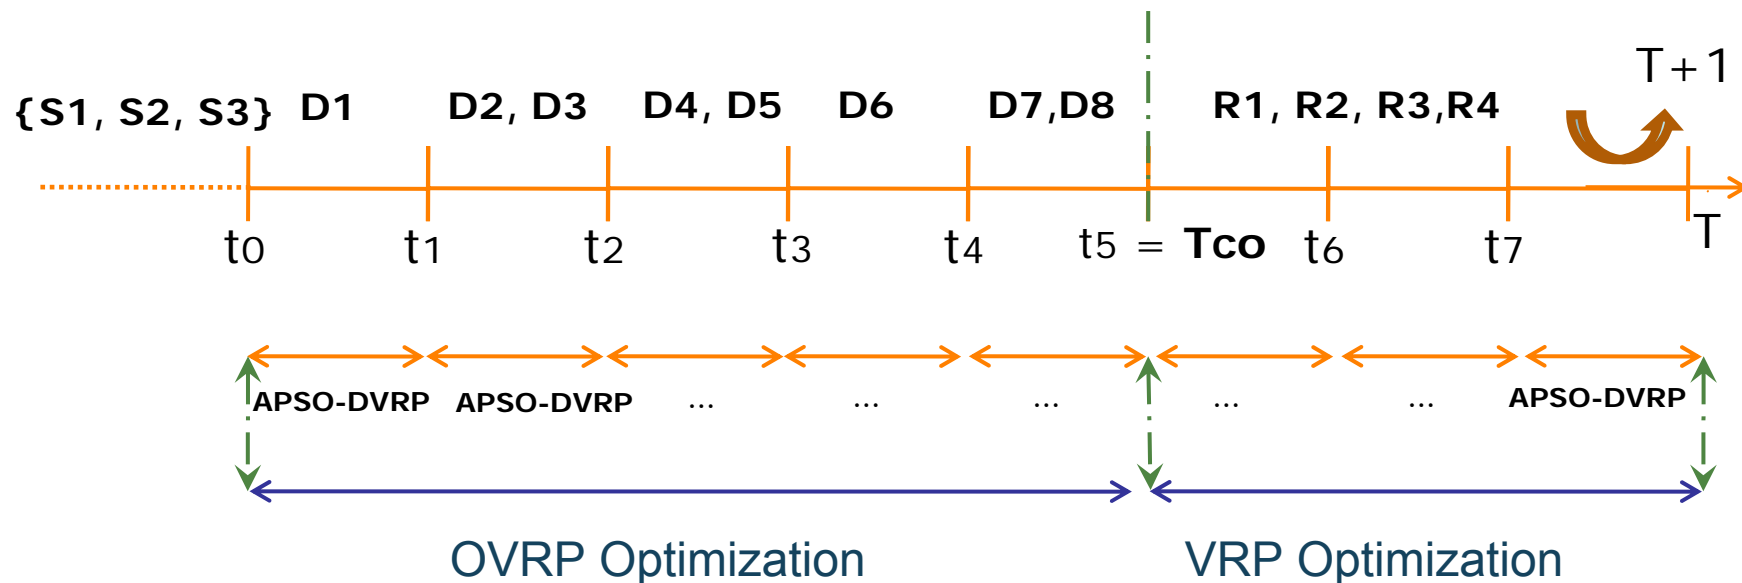 T+1
{S1, S2, S3} D1 D2, D3 D4, D5 D6 D7,D8 R1, R2, R3,R4
t0 t1 t2 t3 t4 t5 = Tco t6 t7 T
APSO-DVRP APSO-DVRP ... ... ... ... ... APSO-DVRP
OVRP Optimization VRP Optimization